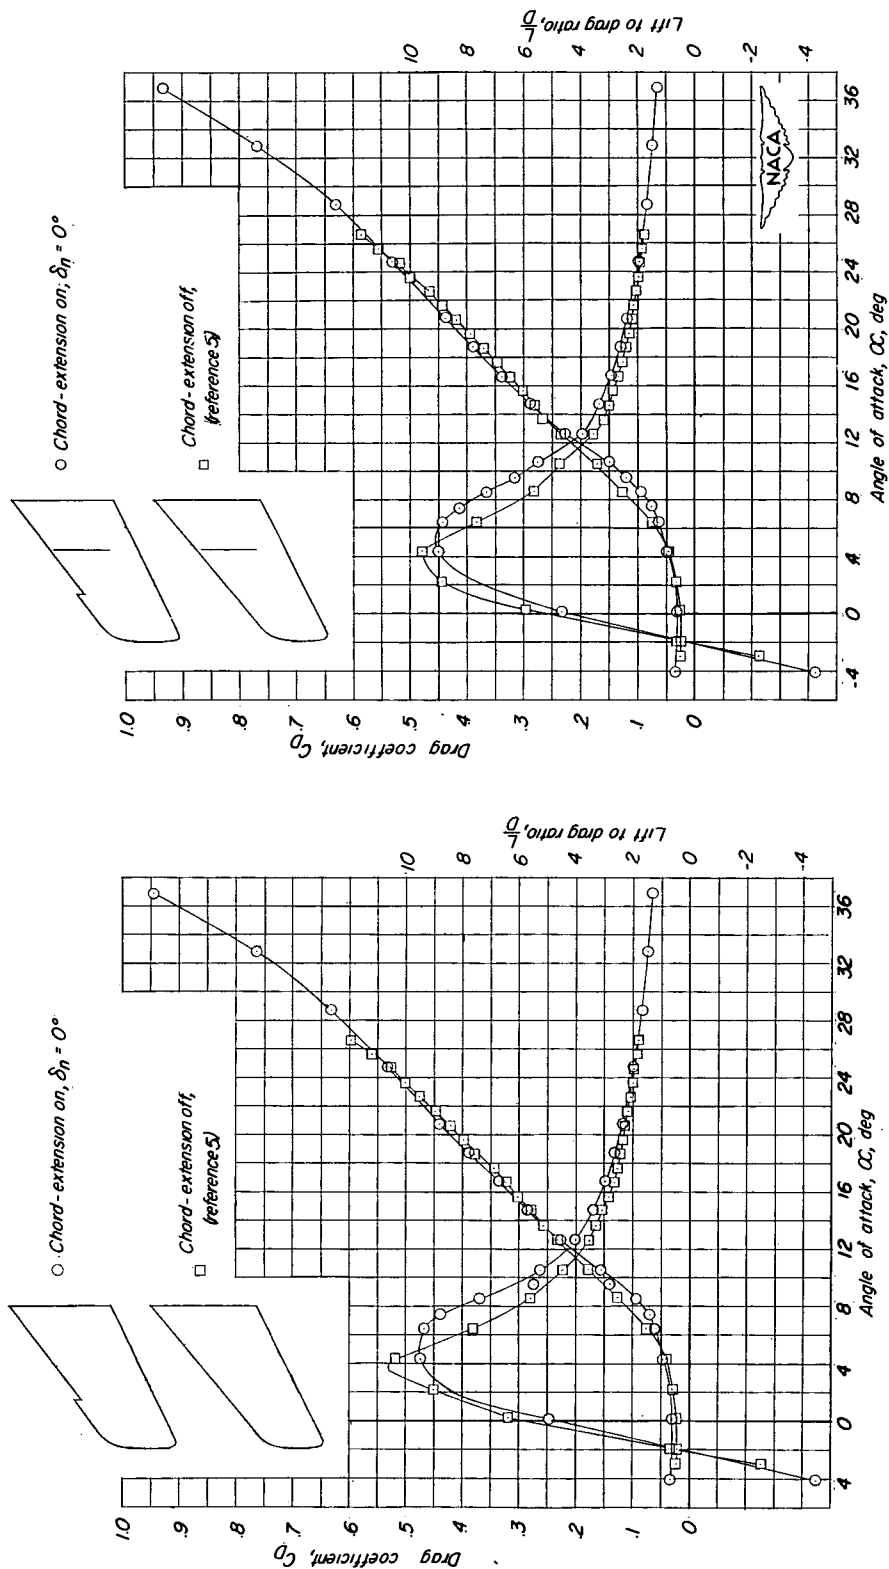 ○ Chord-extension on, δn = 0°
□ Chord-extension off,
(reference 5)
Drag coefficient, CD
1.0
.9
.8
.7
.6
.5
.4
.3
.2
.1
0
Lift to drag ratio, L/D
10
8
6
4
2
0
-2
-4
4 0 4 8 12 16 20 24 28 32 36
Angle of attack, α, deg
○ Chord-extension on; δn = 0°
□ Chord-extension off,
(reference 5)
Drag coefficient, CD
1.0
.9
.8
.7
.6
.5
.4
.3
.2
.1
0
Lift to drag ratio, L/D
10
8
6
4
2
0
-2
-4
-4 0 4 8 12 16 20 24 28 32 36
Angle of attack, α, deg
NACA